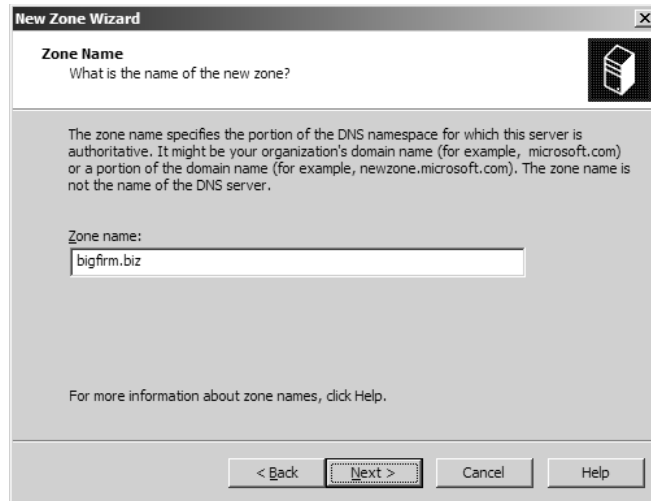 New Zone Wizard
Zone Name
What is the name of the new zone?
The zone name specifies the portion of the DNS namespace for which this server is
authoritative. It might be your organization's domain name (for example, microsoft.com)
or a portion of the domain name (for example, newzone.microsoft.com). The zone name is
not the name of the DNS server.
Zone name:
bigfirm.biz
For more information about zone names, click Help.
< Back Next > Cancel Help